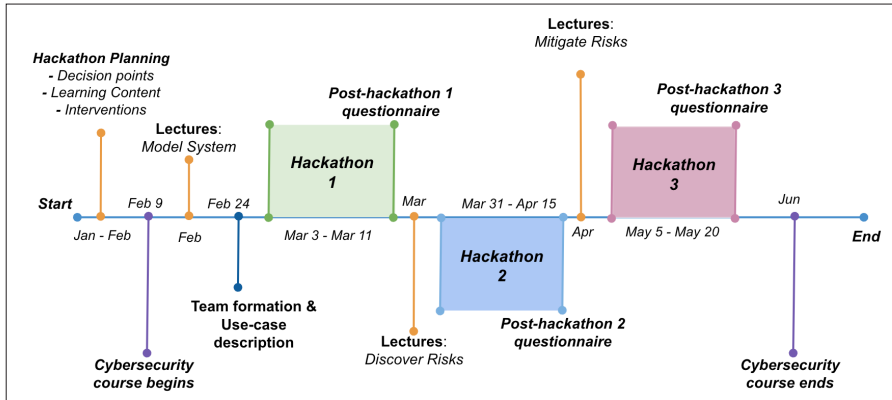 Hackathon Planning
- Decision points
- Learning Content
- Interventions
Start
Jan - Feb
Feb 9
Cybersecurity
course begins
Lectures:
Model System
Feb
Feb 24
Team formation &
Use-case
description
Hackathon
1
Post-hackathon 1
questionnaire
Mar 3 - Mar 11
Mar
Lectures:
Discover Risks
Mar 31 - Apr 15
Hackathon
2
Post-hackathon 2
questionnaire
Lectures:
Mitigate Risks
Apr
Hackathon
3
Post-hackathon 3
questionnaire
May 5 - May 20
Jun
Cybersecurity
course ends
End